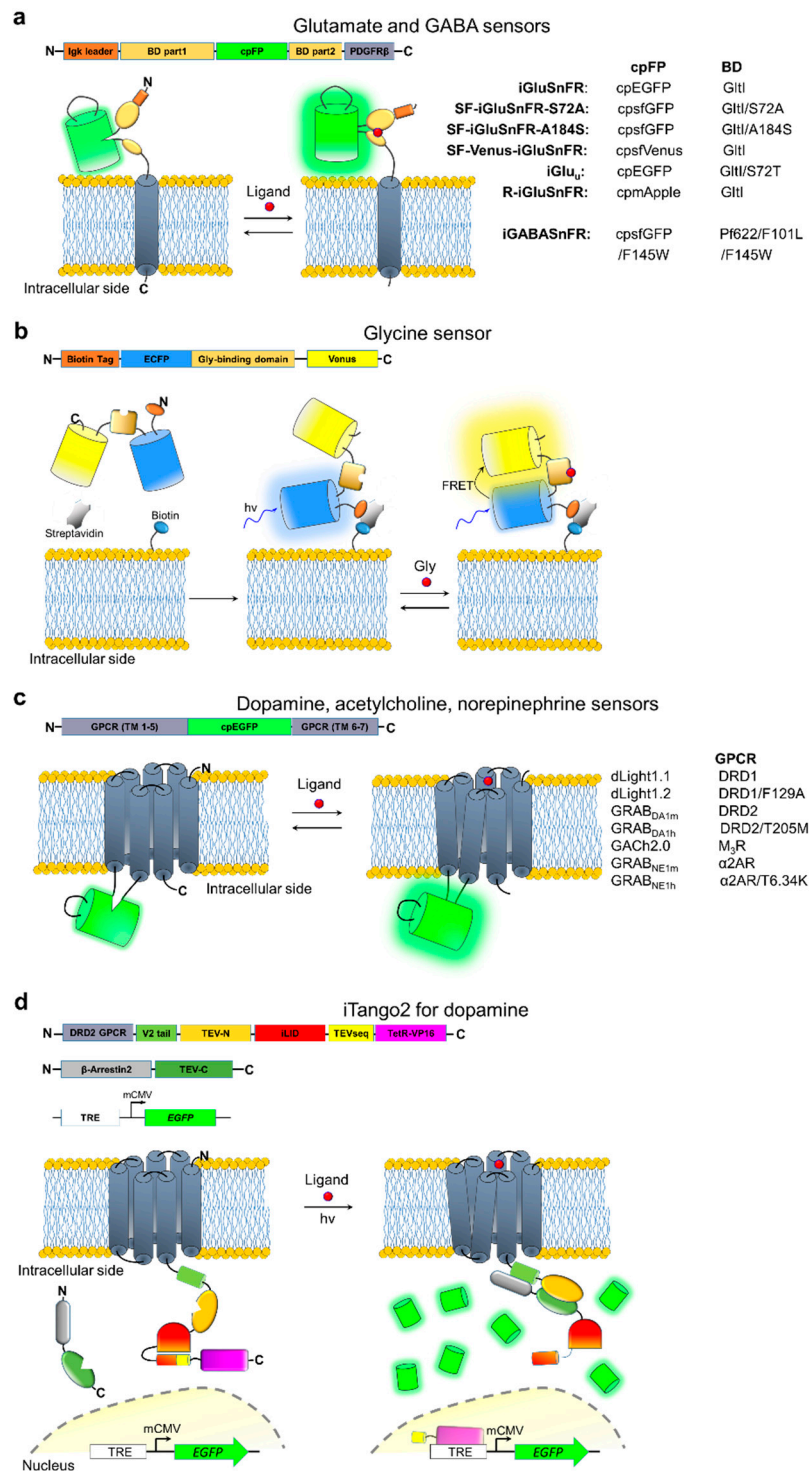 a
Glutamate and GABA sensors
N Igk leader BD part1 cpFP BD part2 PDGFRβ C
cpFP BD
iGluSnFR: cpEGFP GltI
SF-iGluSnFR-S72A: cpsfGFP GltI/S72A
SF-iGluSnFR-A184S: cpsfGFP GltI/A184S
SF-Venus-iGluSnFR: cpsfVenus GltI
iGluu: cpEGFP GltI/S72T
R-iGluSnFR: cpmApple GltI
iGABASnFR: cpsfGFP Pf622/F101L
/F145W /F145W
N
N
Ligand
Intracellular side
C
C
b
Glycine sensor
N Biotin Tag ECFP Gly-binding domain Venus C
C
N
Streptavidin
Biotin
hv
FRET
Gly
Intracellular side
c
Dopamine, acetylcholine, norepinephrine sensors
N GPCR (TM 1-5) cpEGFP GPCR (TM 6-7) C
N
Ligand
C
Intracellular side
GPCR
dLight1.1 DRD1
dLight1.2 DRD1/F129A
GRABDA1m DRD2
GRABDA1h DRD2/T205M
GACh2.0 M3R
GRABNE1m α2AR
GRABNE1h α2AR/T6.34K
d
iTango2 for dopamine
N DRD2 GPCR V2 tail TEV-N iLID TEVseq TetR-VP16 C
N β-Arrestin2 TEV-C C
mCMV
TRE EGFP
N
Ligand
hv
Intracellular side
N
C
C
mCMV
TRE EGFP
Nucleus
mCMV
TRE EGFP